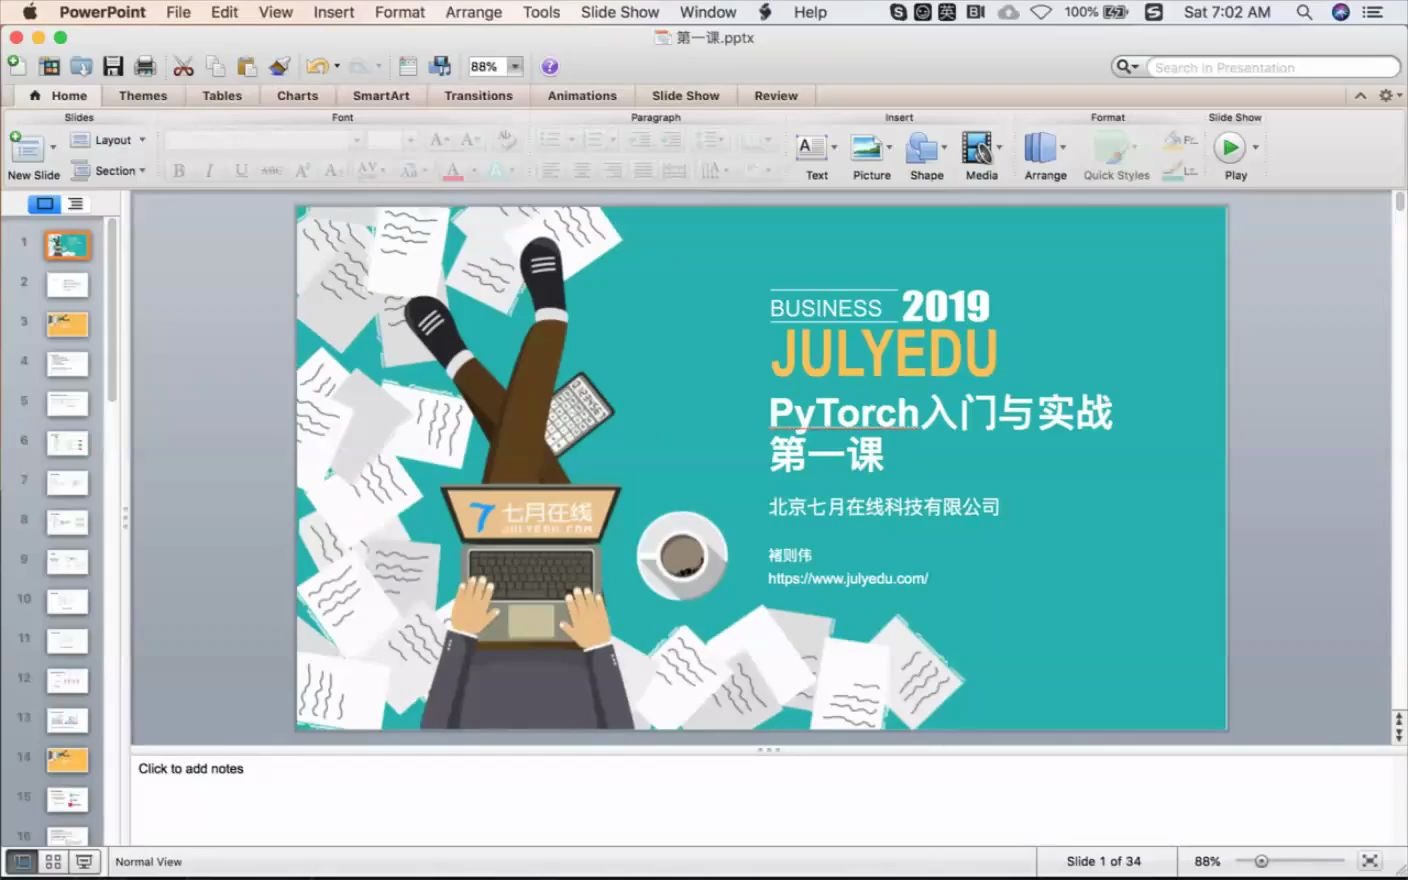 PowerPoint File Edit View Insert Format Arrange Tools Slide Show Window Help 英 100% Sat 7:02 AM
第一课.pptx
88% Search in Presentation
Home Themes Tables Charts SmartArt Transitions Animations Slide Show Review
Slides Font Paragraph Insert Format Slide Show
Layout
Section
New Slide Text Picture Shape Media Arrange Quick Styles Play
1
2
3
4
5
6
7
8
9
10
11
12
13
14
15
16
BUSINESS 2019
JULYEDU
PyTorch入门与实战
第一课
北京七月在线科技有限公司
褚则伟
https://www.julyedu.com/
七月在线
JULYEDU.COM
Click to add notes
Normal View Slide 1 of 34 88%